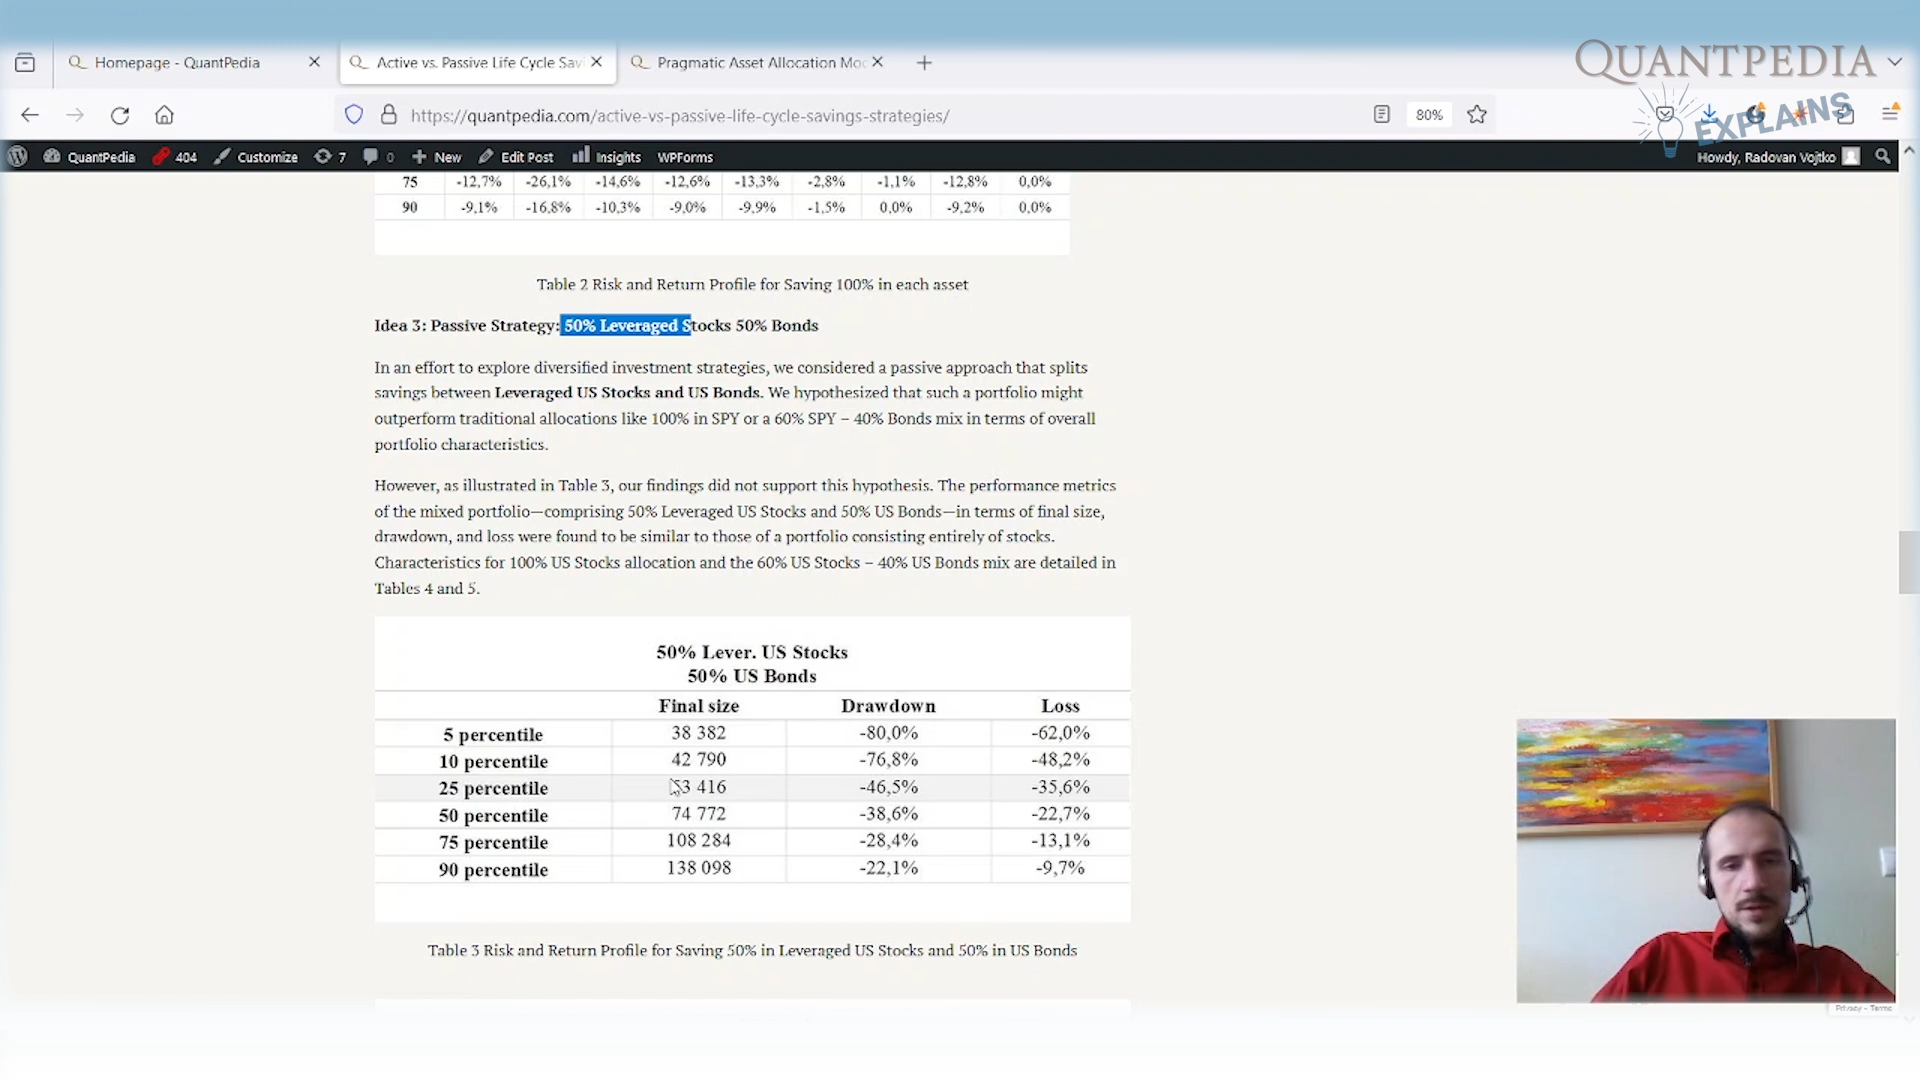 Homepage - QuantPedia
Active vs. Passive Life Cycle Savi
Pragmatic Asset Allocation Mod
QUANTPEDIA
EXPLAINS
https://quantpedia.com/active-vs-passive-life-cycle-savings-strategies/
80%
QuantPedia 404 Customize 7 0 New Edit Post Insights WPForms Howdy, Radovan Vojtko
75 -12,7% -26,1% -14,6% -12,6% -13,3% -2,8% -1,1% -12,8% 0,0%
90 -9,1% -16,8% -10,3% -9,0% -9,9% -1,5% 0,0% -9,2% 0,0%
Table 2 Risk and Return Profile for Saving 100% in each asset
Idea 3: Passive Strategy: 50% Leveraged Stocks 50% Bonds
In an effort to explore diversified investment strategies, we considered a passive approach that splits
savings between Leveraged US Stocks and US Bonds. We hypothesized that such a portfolio might
outperform traditional allocations like 100% in SPY or a 60% SPY – 40% Bonds mix in terms of overall
portfolio characteristics.
However, as illustrated in Table 3, our findings did not support this hypothesis. The performance metrics
of the mixed portfolio—comprising 50% Leveraged US Stocks and 50% US Bonds—in terms of final size,
drawdown, and loss were found to be similar to those of a portfolio consisting entirely of stocks.
Characteristics for 100% US Stocks allocation and the 60% US Stocks – 40% US Bonds mix are detailed in
Tables 4 and 5.
50% Lever. US Stocks
50% US Bonds
Final size Drawdown Loss
5 percentile 38 382 -80,0% -62,0%
10 percentile 42 790 -76,8% -48,2%
25 percentile 3 416 -46,5% -35,6%
50 percentile 74 772 -38,6% -22,7%
75 percentile 108 284 -28,4% -13,1%
90 percentile 138 098 -22,1% -9,7%
Table 3 Risk and Return Profile for Saving 50% in Leveraged US Stocks and 50% in US Bonds
Privacy - Terms